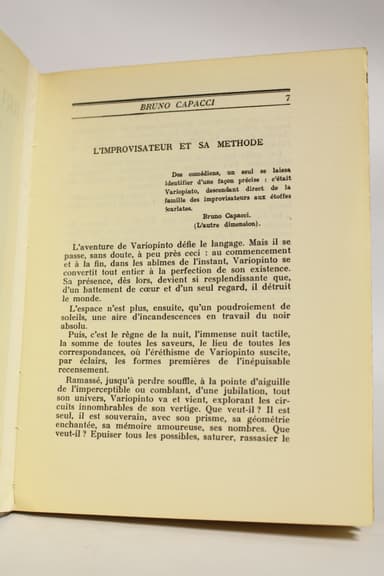 BRUNO CAPACCI 7
L'IMPROVISATEUR ET SA METHODE
Des comédiens, un seul se laissa
identifier d'une façon précise : c'était
Variopinto, descendant direct de la
famille des improvisateurs aux étoffes
écarlates.
Bruno Capacci.
(L'autre dimension).
L'aventure de Variopinto défie le langage. Mais il se
passe, sans doute, à peu près ceci : au commencement
et à la fin, dans les abîmes de l'instant, Variopinto se
convertit tout entier à la perfection de son existence.
Sa présence, dès lors, devient si resplendissante que,
d'un battement de cœur et d'un seul regard, il détruit
le monde.
L'espace n'est plus, ensuite, qu'un poudroiement de
soleils, une aire d'incandescences en travail du noir
absolu.
Puis, c'est le règne de la nuit, l'immense nuit tactile,
la somme de toutes les saveurs, le lieu de toutes les
correspondances, où l'éréthisme de Variopinto suscite,
par éclairs, les formes premières de l'inépuisable
recensement.
Ramassé, jusqu'à perdre souffle, à la pointe d'aiguille
de l'imperceptible ou comblant, d'une jubilation, tout
son univers, Variopinto va et vient, explorant les cir-
cuits innombrables de son vertige. Que veut-il ? Il est
seul, il est souverain, avec son prisme, sa géométrie
enchantée, sa mémoire amoureuse, ses nombres. Que
veut-il ? Epuiser tous les possibles, saturer, rassasier le